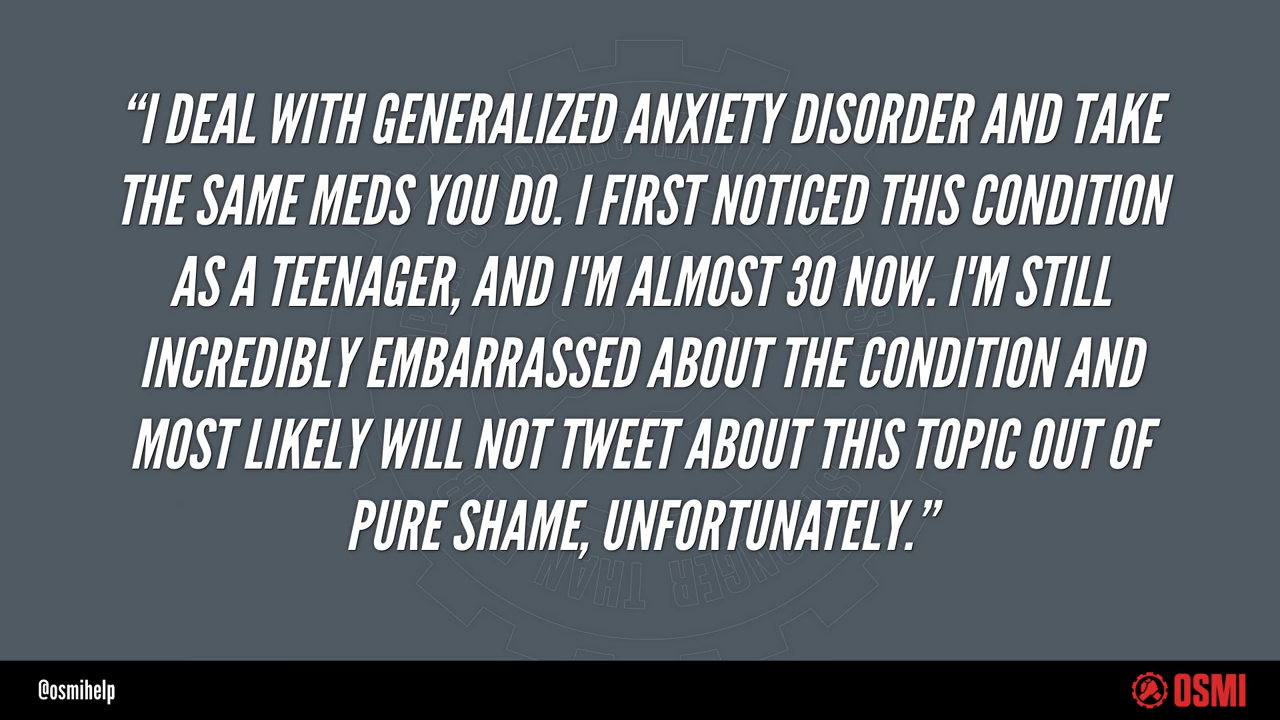 “I DEAL WITH GENERALIZED ANXIETY DISORDER AND TAKE
THE SAME MEDS YOU DO. I FIRST NOTICED THIS CONDITION
AS A TEENAGER, AND I'M ALMOST 30 NOW. I'M STILL
INCREDIBLY EMBARRASSED ABOUT THE CONDITION AND
MOST LIKELY WILL NOT TWEET ABOUT THIS TOPIC OUT OF
PURE SHAME, UNFORTUNATELY.”
@osmihelp
OSMI